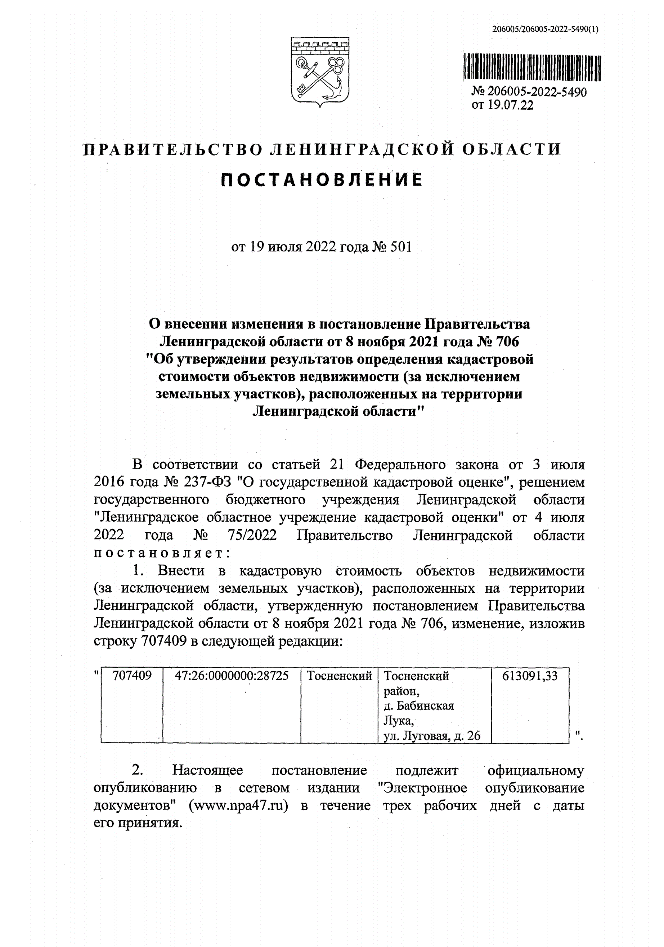 206005/206005-2022-5490(1)
№ 206005-2022-5490
от 19.07.22
ПРАВИТЕЛЬСТВО ЛЕНИНГРАДСКОЙ ОБЛАСТИ
ПОСТАНОВЛЕНИЕ
от 19 июля 2022 года № 501
О внесении изменения в постановление Правительства
Ленинградской области от 8 ноября 2021 года № 706
"Об утверждении результатов определения кадастровой
стоимости объектов недвижимости (за исключением
земельных участков), расположенных на территории
Ленинградской области"
В соответствии со статьей 21 Федерального закона от 3 июля
2016 года № 237-ФЗ "О государственной кадастровой оценке", решением
государственного бюджетного учреждения Ленинградской области
"Ленинградское областное учреждение кадастровой оценки" от 4 июля
2022 года № 75/2022 Правительство Ленинградской области
постановляет:
1. Внести в кадастровую стоимость объектов недвижимости
(за исключением земельных участков), расположенных на территории
Ленинградской области, утвержденную постановлением Правительства
Ленинградской области от 8 ноября 2021 года № 706, изменение, изложив
строку 707409 в следующей редакции:
" 707409 47:26:0000000:28725 Тосненский Тосненский 613091,33
район,
д. Бабинская
Лука,
ул. Луговая, д. 26 ".
2. Настоящее постановление подлежит официальному
опубликованию в сетевом издании "Электронное опубликование
документов" (www.npa47.ru) в течение трех рабочих дней с даты
его принятия.